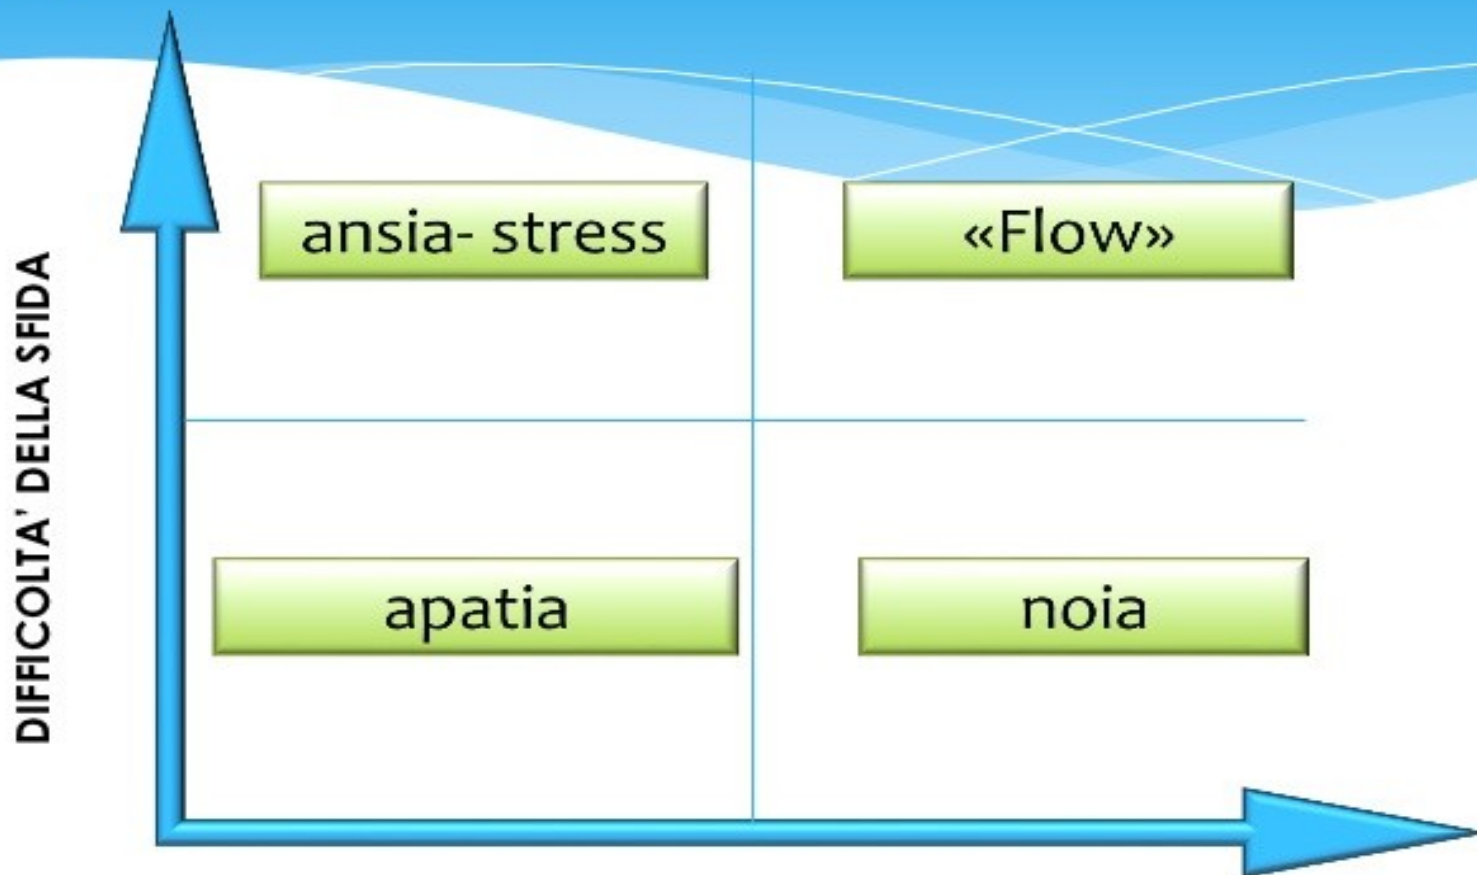 ansia- stress
«Flow»
DIFFICOLTA' DELLA SFIDA
apatia
noia